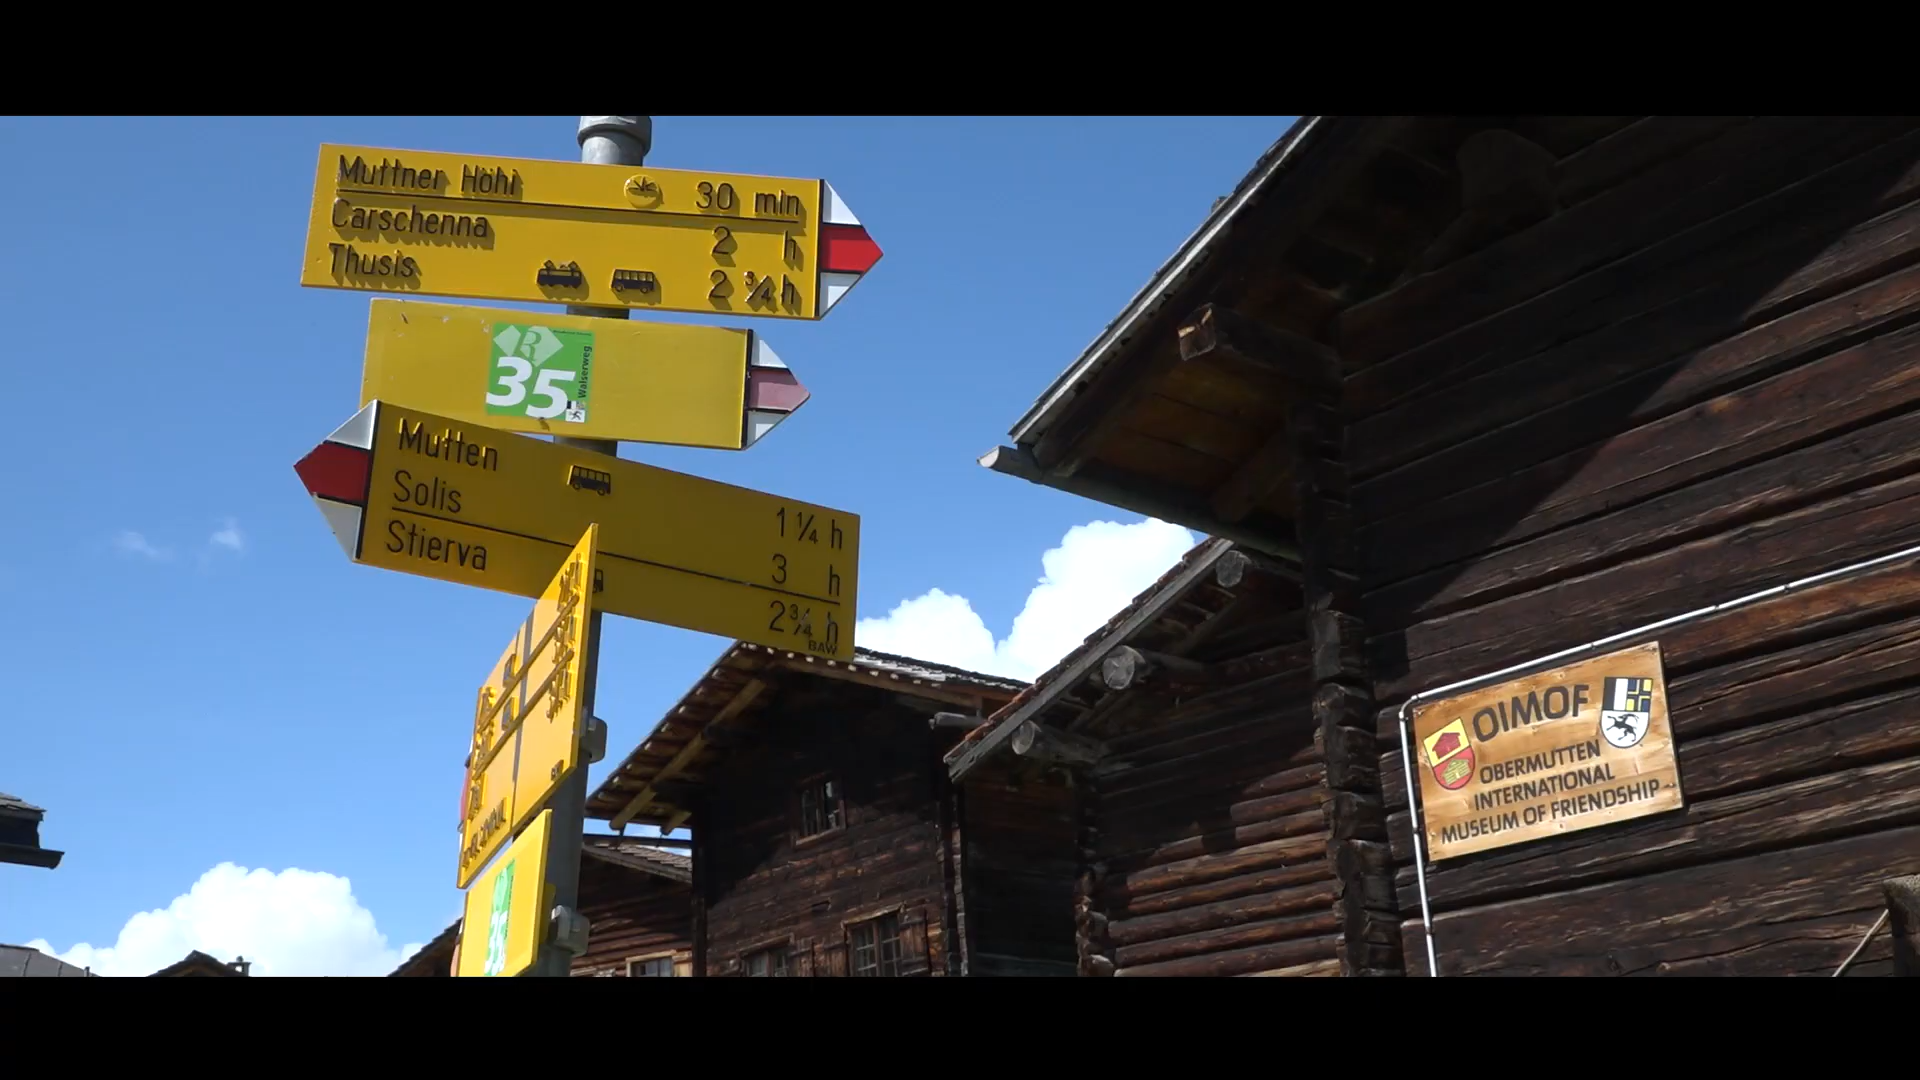 Muttner Höhi 30 min
Carschenna 2 h
Thusis 2 3/4 h
R
35
Walserweg
Mutten 1 1/4 h
Solis 3 h
Stierva 2 3/4 h
BAW
35
OIMOF
OBERMUTTEN
INTERNATIONAL
MUSEUM OF FRIENDSHIP